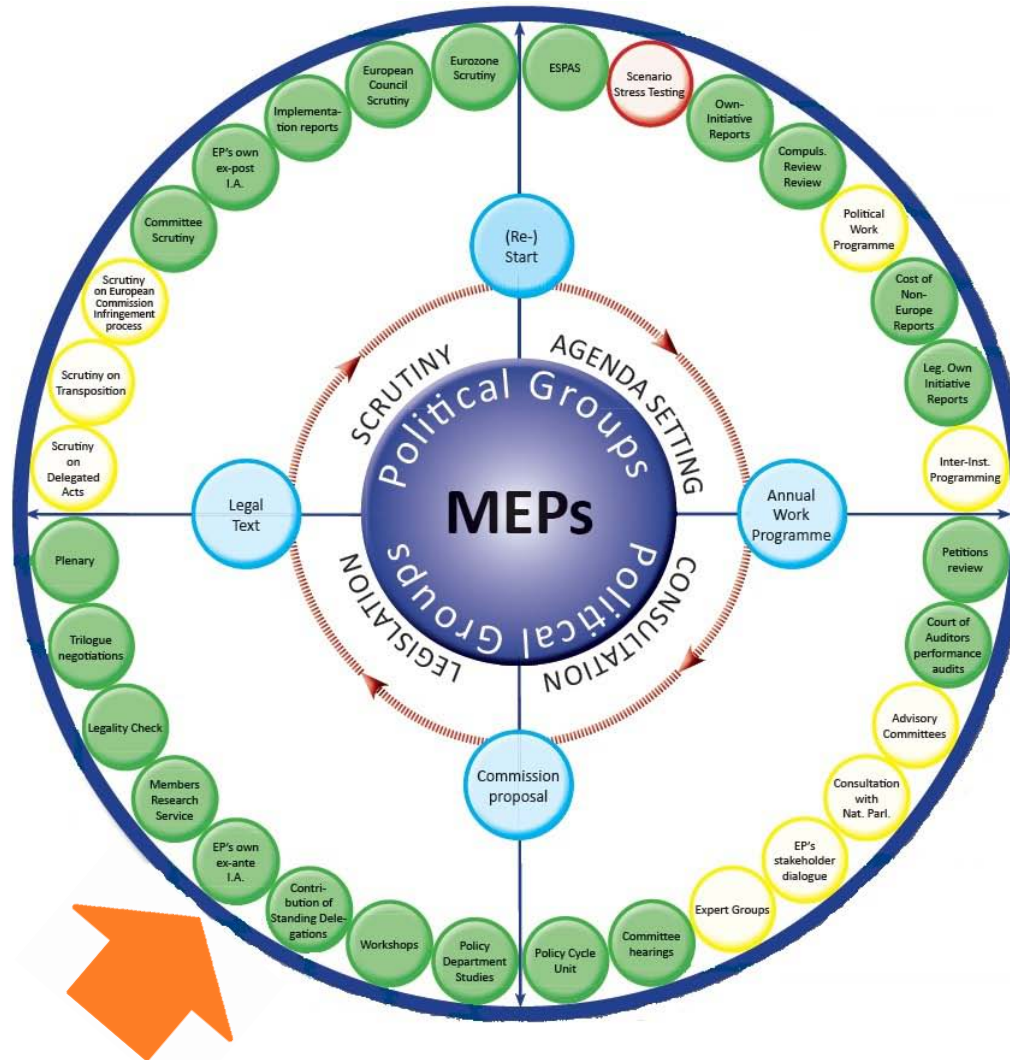 ESPAS
Scenario
Stress Testing
Own-
Initiative
Reports
Compuls.
Review
Review
Political
Work
Programme
Cost of
Non-
Europe
Reports
Leg. Own
Initiative
Reports
Inter-Inst.
Programming
Petitions
review
Court of
Auditors
performance
audits
Advisory
Committees
Consultation
with
Nat. Parl.
EP's
stakeholder
dialogue
Expert Groups
Committee
hearings
Policy Cycle
Unit
Policy
Department
Studies
Workshops
Contri-
bution of
Standing Dele-
gations
EP's own
ex-ante
I.A.
Members
Research
Service
Legality Check
Trilogue
negotiations
Plenary
Scrutiny
on
Delegated
Acts
Scrutiny on
Transposition
Scrutiny
on European
Commission
Infringement
process
Committee
Scrutiny
EP's own
ex-post
I.A.
Implementa-
tion reports
European
Council
Scrutiny
Eurozone
Scrutiny
(Re-)
Start
AGENDA SETTING
Annual
Work
Programme
CONSULTATION
Commission
proposal
LEGISLATION
Legal
Text
SCRUTINY
Political Groups
MEPs
Political Groups